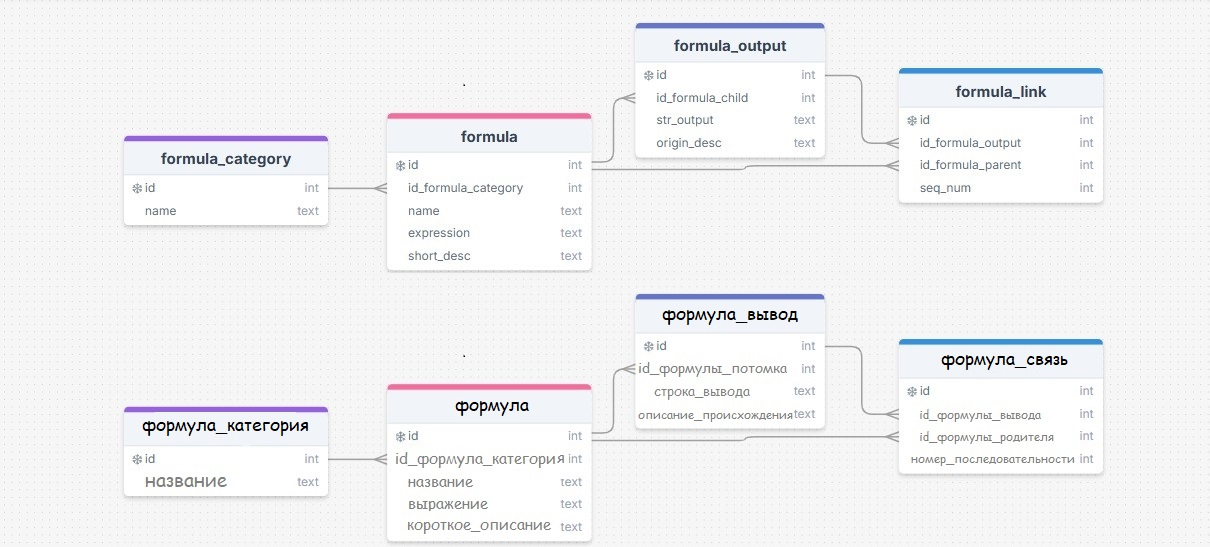 formula_category
id int
name text
formula
id int
id_formula_category int
name text
expression text
short_desc text
formula_output
id int
id_formula_child int
str_output text
origin_desc text
formula_link
id int
id_formula_output int
id_formula_parent int
seq_num int
формула_категория
id int
название text
формула
id int
id_формула_категория int
название text
выражение text
короткое_описание text
формула_вывод
id int
id_формулы_потомка int
строка_вывода text
описание_происхождения text
формула_связь
id int
id_формулы_вывода int
id_формулы_родителя int
номер_последовательности int